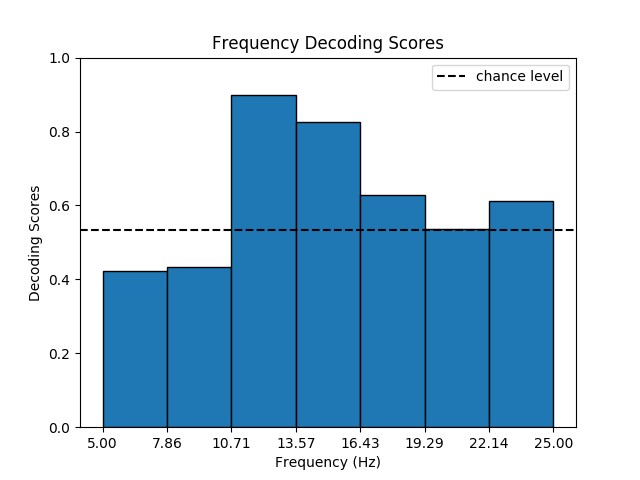 Frequency Decoding Scores
chance level
1.0
0.8
0.6
0.4
0.2
0.0
Decoding Scores
5.00 7.86 10.71 13.57 16.43 19.29 22.14 25.00
Frequency (Hz)